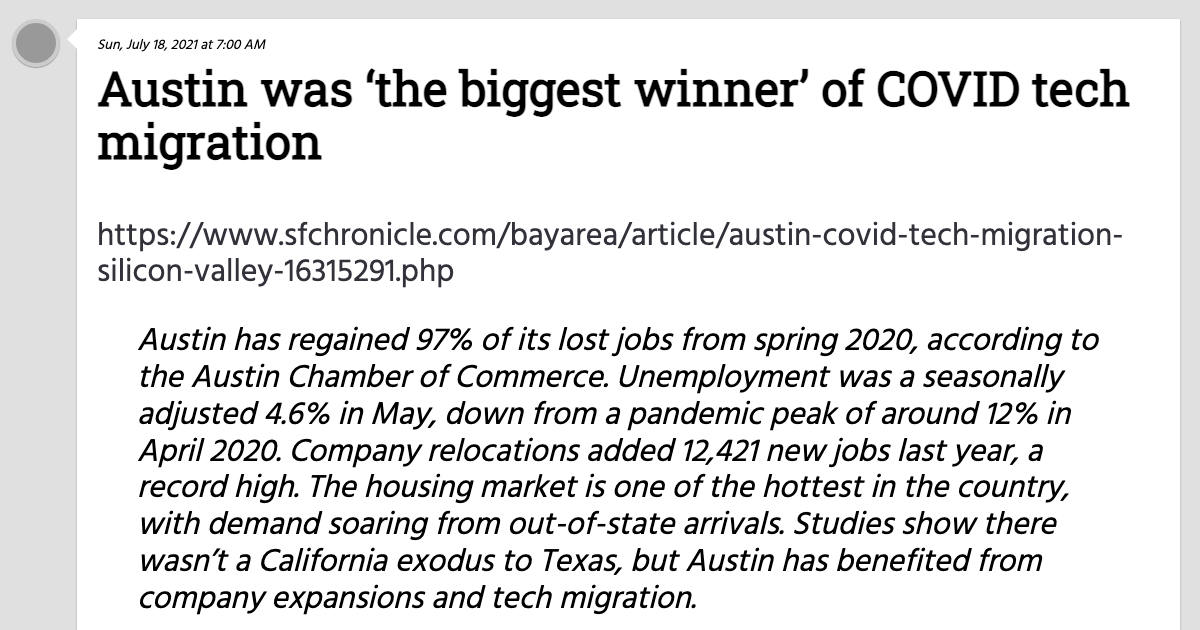 Sun, July 18, 2021 at 7:00 AM
Austin was ‘the biggest winner’ of COVID tech
migration
https://www.sfchronicle.com/bayarea/article/austin-covid-tech-migration-
silicon-valley-16315291.php
Austin has regained 97% of its lost jobs from spring 2020, according to
the Austin Chamber of Commerce. Unemployment was a seasonally
adjusted 4.6% in May, down from a pandemic peak of around 12% in
April 2020. Company relocations added 12,421 new jobs last year, a
record high. The housing market is one of the hottest in the country,
with demand soaring from out-of-state arrivals. Studies show there
wasn’t a California exodus to Texas, but Austin has benefited from
company expansions and tech migration.